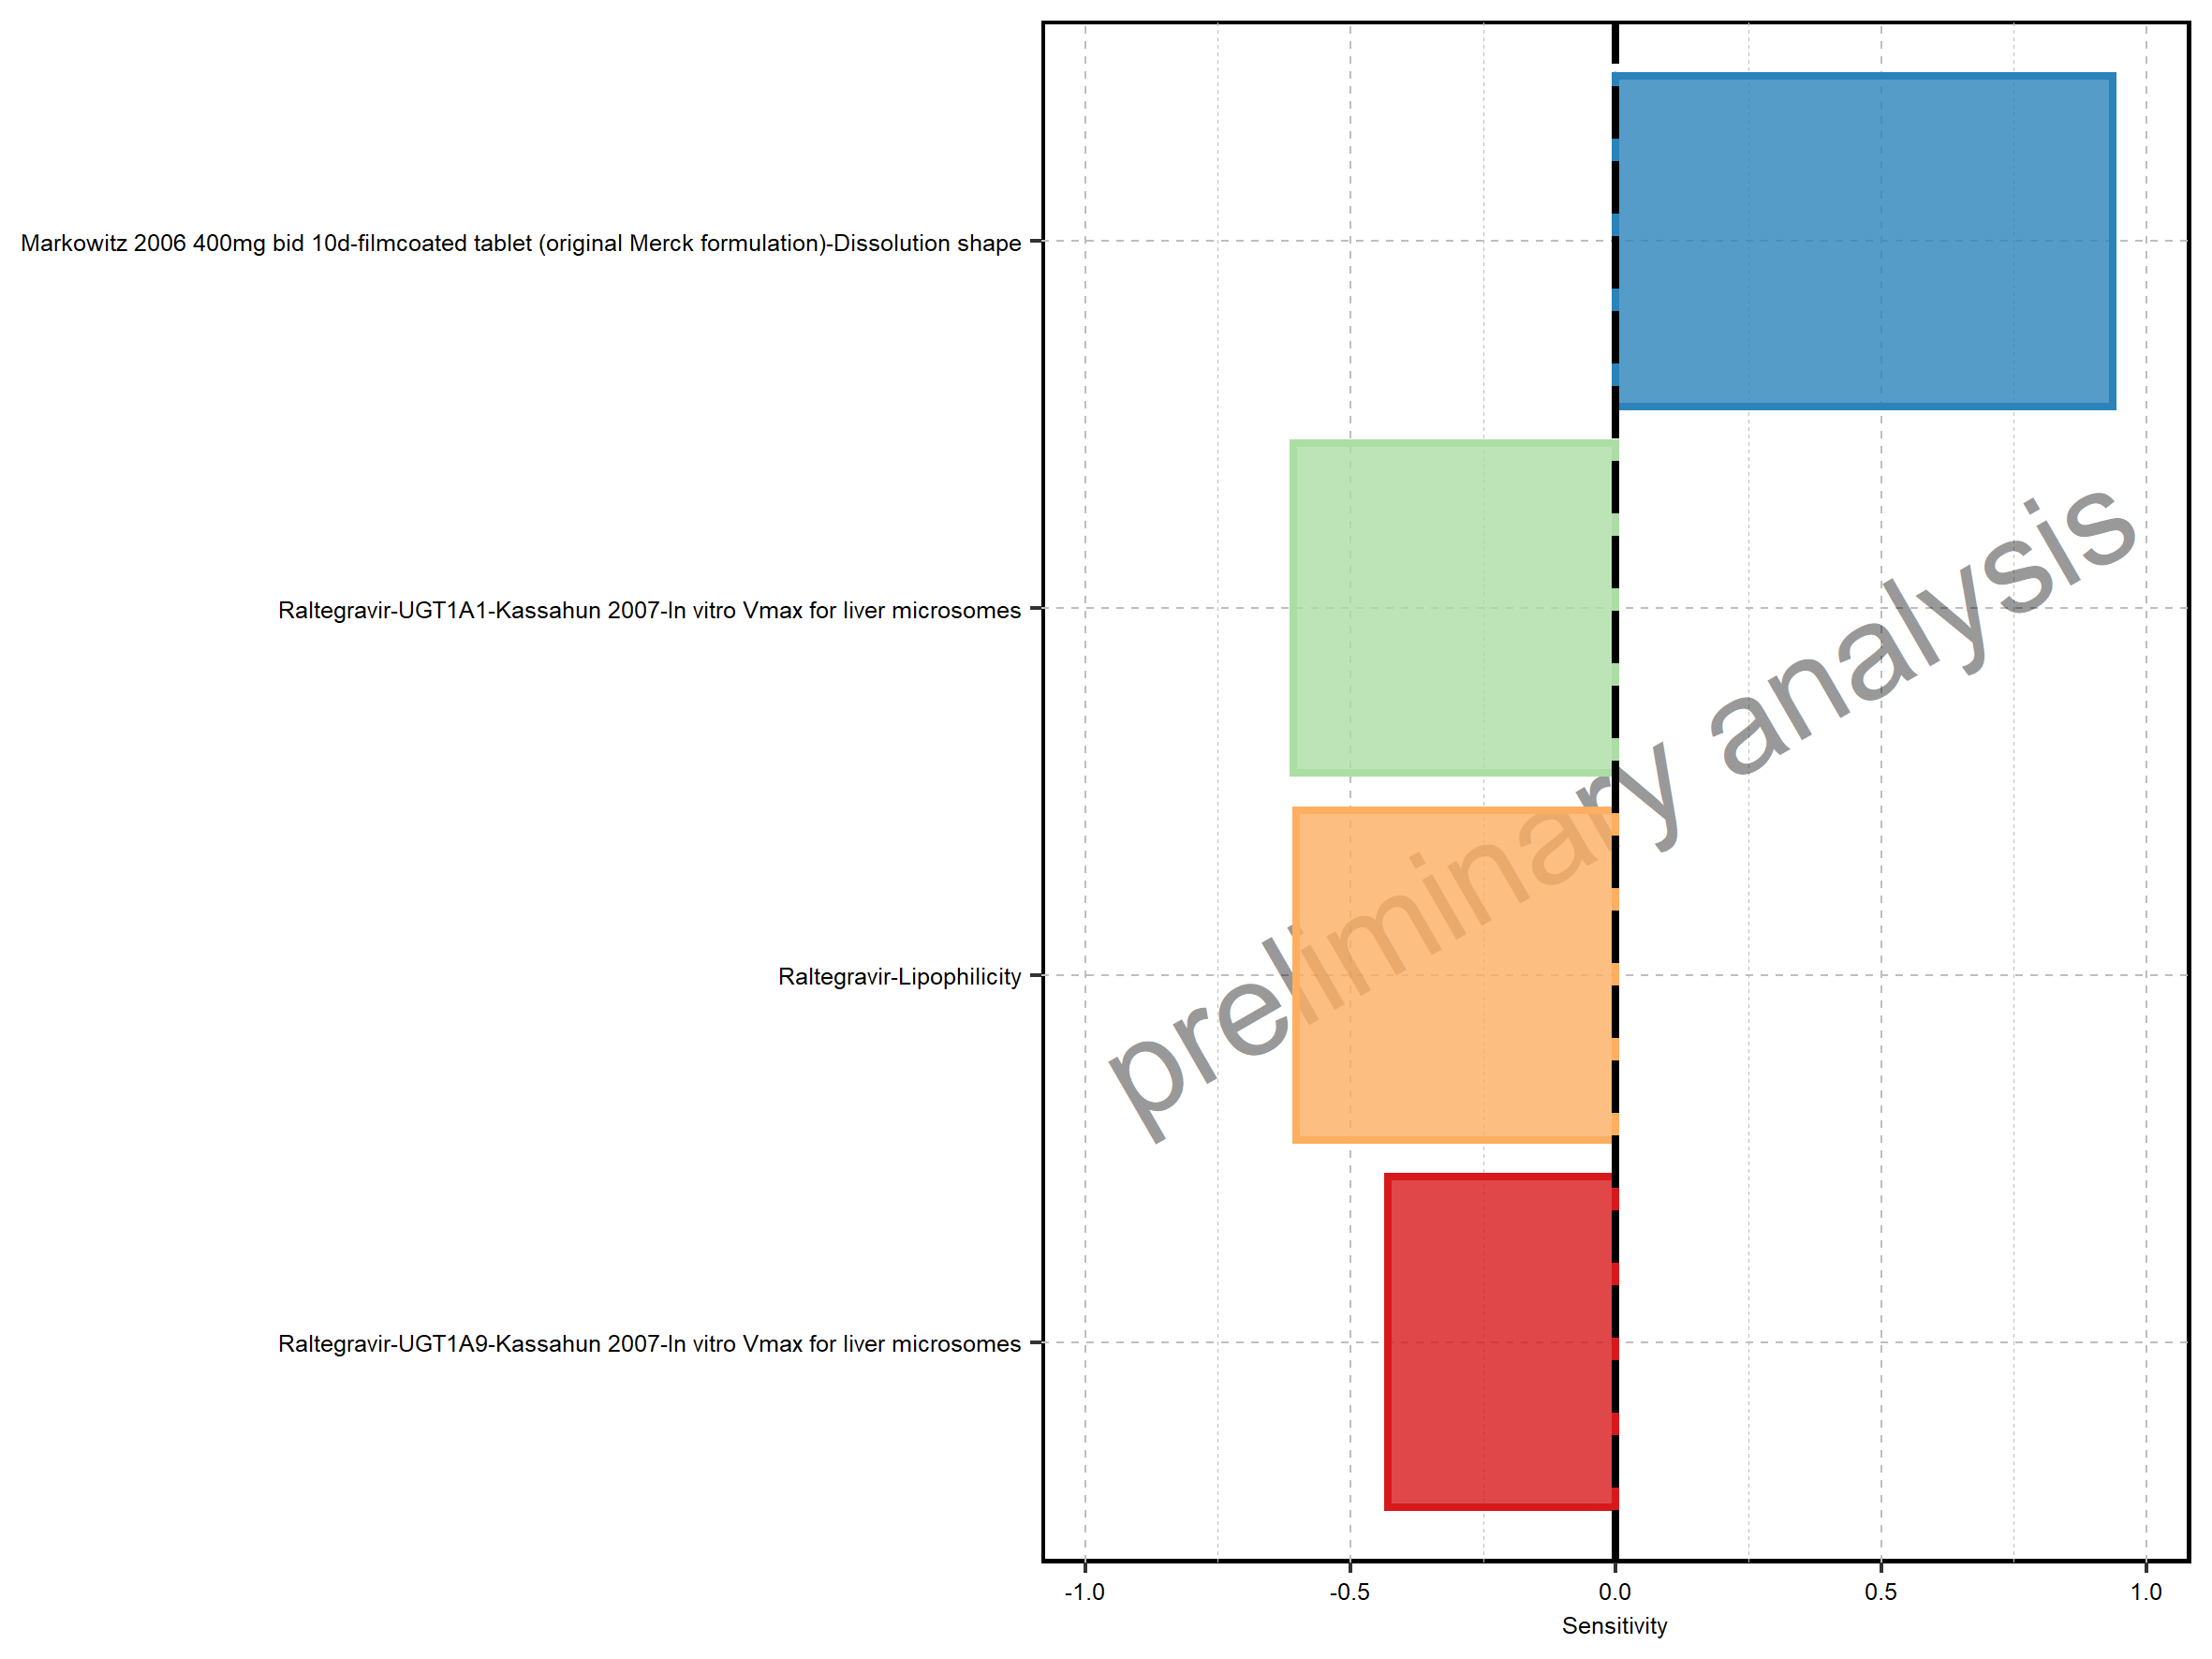 Markowitz 2006 400mg bid 10d-filmcoated tablet (original Merck formulation)-Dissolution shape
Raltegravir-UGT1A1-Kassahun 2007-In vitro Vmax for liver microsomes
Raltegravir-Lipophilicity
Raltegravir-UGT1A9-Kassahun 2007-In vitro Vmax for liver microsomes
preliminary analysis
-1.0 -0.5 0.0 0.5 1.0
Sensitivity